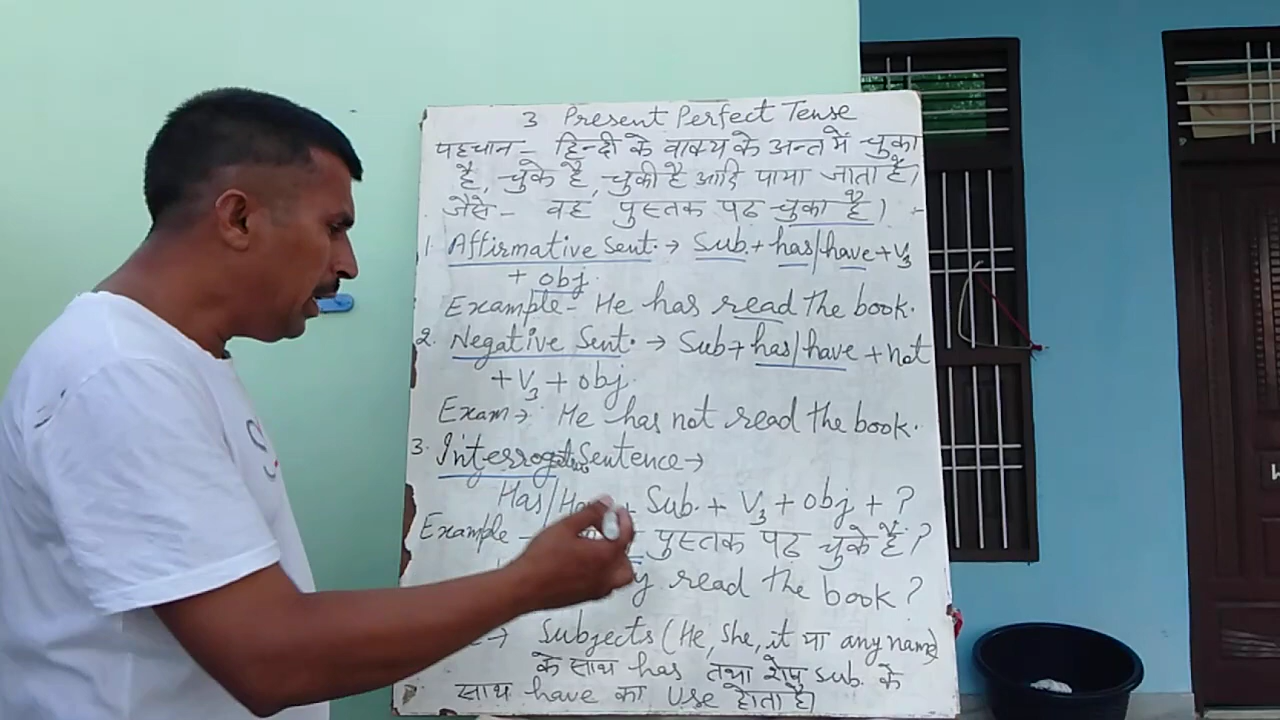 3 Present Perfect Tense
पहचान - हिन्दी के वाक्य के अन्त में चुका
है, चुके हैं, चुकी है आदि पाया जाता है।
जैसे - वह पुस्तक पढ चुका है।
1. Affirmative Sent. → Sub. + has/have + V3
+ obj.
Example - He has read the book.
2. Negative Sent. → Sub + has/have + not
+ V3 + obj.
Exam → He has not read the book.
3. Interrogative Sentence →
Has/ + Sub. + V3 + obj + ?
Example - पुस्तक पढ चुके हैं?
read the book?
→ Subjects (He, She, it या any name)
के साथ has तथा शेष sub. के
साथ have का use होता है।